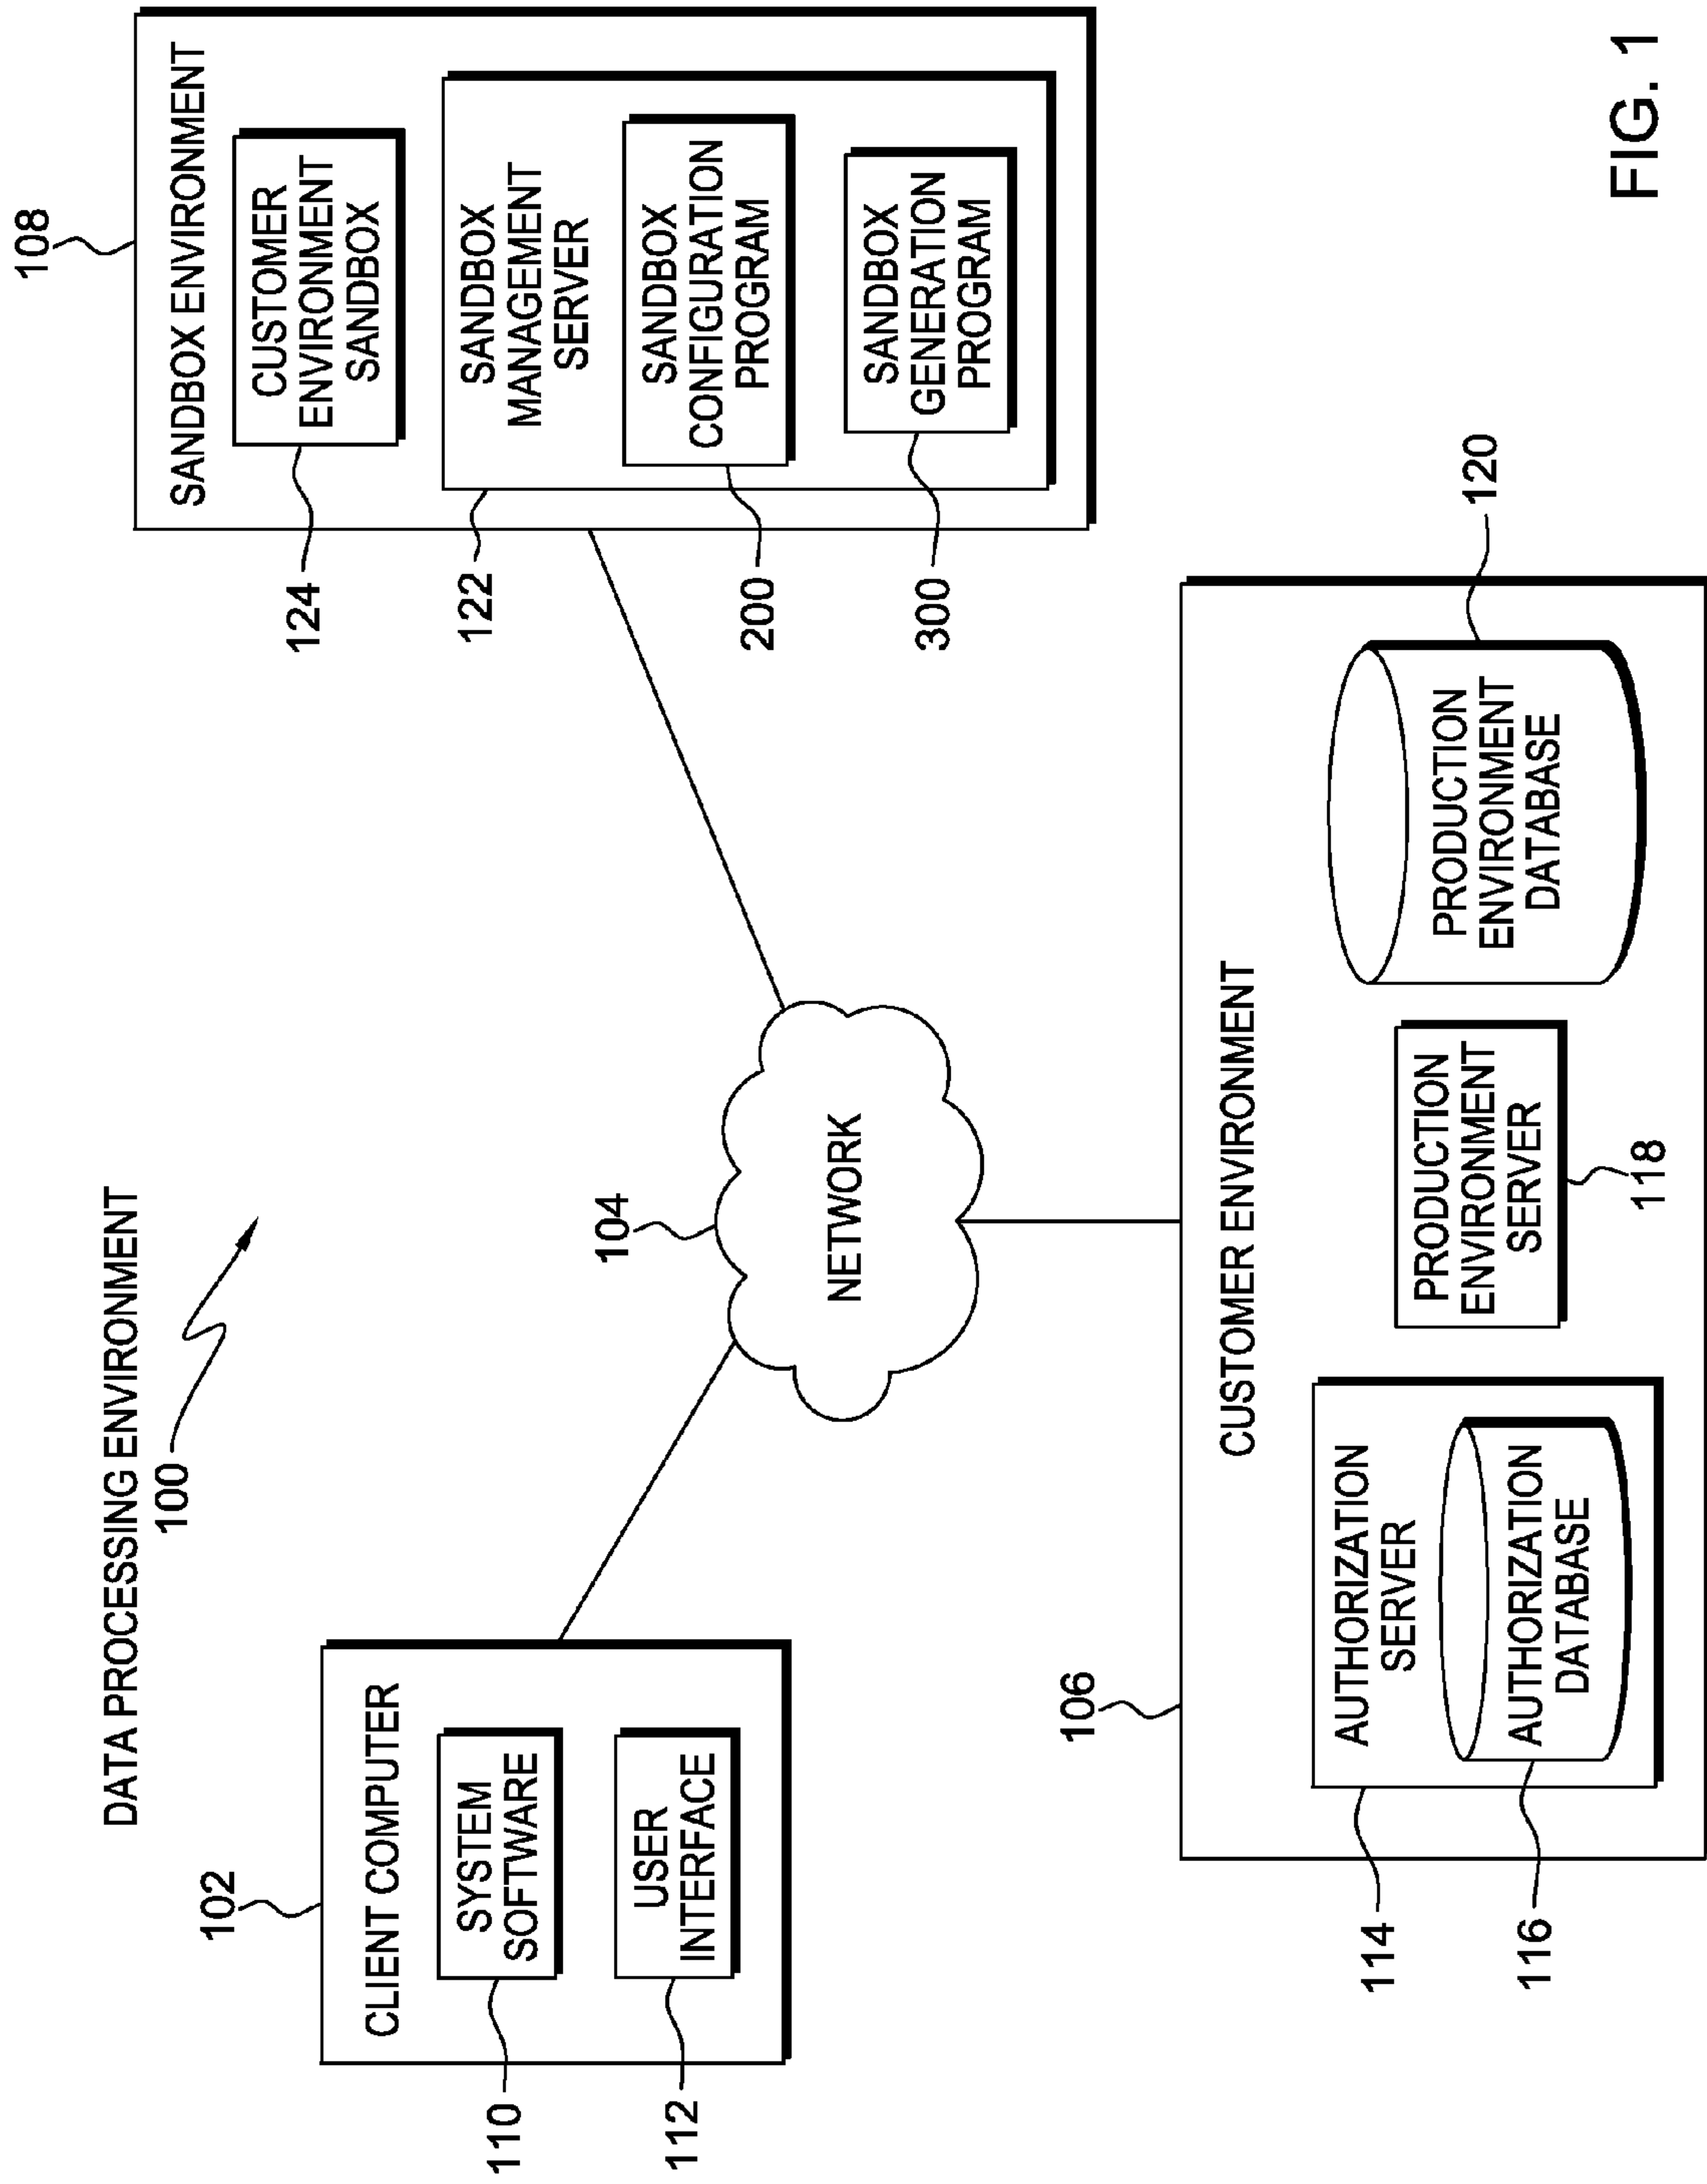 DATA PROCESSING ENVIRONMENT
100
102
CLIENT COMPUTER
110
SYSTEM
SOFTWARE
112
USER
INTERFACE
104
NETWORK
108
SANDBOX ENVIRONMENT
124
CUSTOMER
ENVIRONMENT
SANDBOX
122
SANDBOX
MANAGEMENT
SERVER
200
SANDBOX
CONFIGURATION
PROGRAM
300
SANDBOX
GENERATION
PROGRAM
106
CUSTOMER ENVIRONMENT
114
AUTHORIZATION
SERVER
116
AUTHORIZATION
DATABASE
PRODUCTION
ENVIRONMENT
SERVER
118
120
PRODUCTION
ENVIRONMENT
DATABASE
FIG. 1